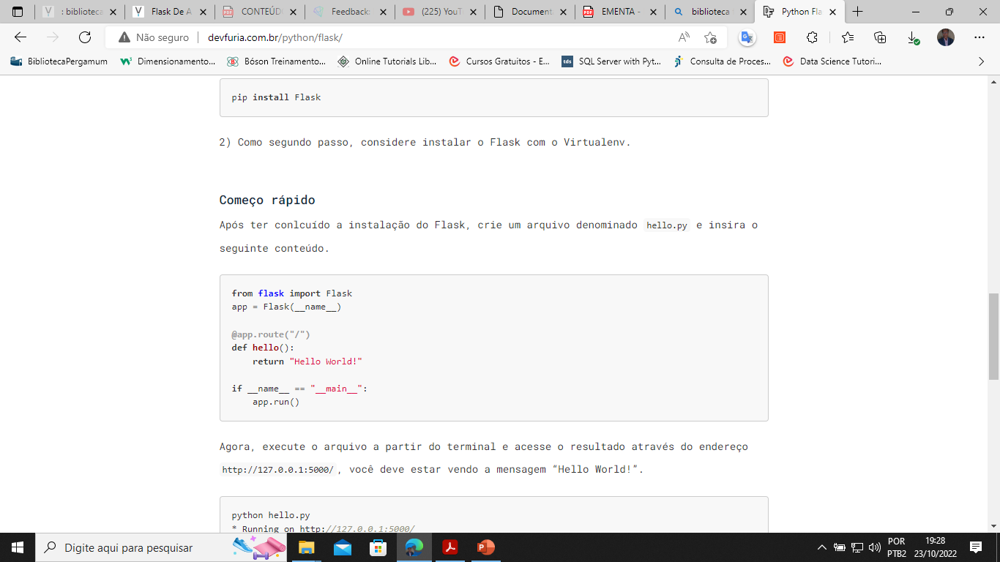 : biblioteca
Flask De A
CONTEÚD
Feedback:
(225) YouT
Document
EMENTA -
biblioteca
Python Fla
Não seguro
devfuria.com.br/python/flask/
BibliotecaPergamum
Dimensionamento...
Bóson Treinamento...
Online Tutorials Lib...
Cursos Gratuitos - E...
SQL Server with Pyt...
Consulta de Proces...
Data Science Tutori...
pip install Flask
2) Como segundo passo, considere instalar o Flask com o Virtualenv.
Começo rápido
Após ter conlcuído a instalação do Flask, crie um arquivo denominado hello.py e insira o
seguinte conteúdo.
from flask import Flask
app = Flask(__name__)
@app.route("/")
def hello():
    return "Hello World!"
if __name__ == "__main__":
    app.run()
Agora, execute o arquivo a partir do terminal e acesse o resultado através do endereço
http://127.0.0.1:5000/, você deve estar vendo a mensagem “Hello World!”.
python hello.py
* Running on http://127.0.0.1:5000/
Digite aqui para pesquisar
POR
PTB2
19:28
23/10/2022